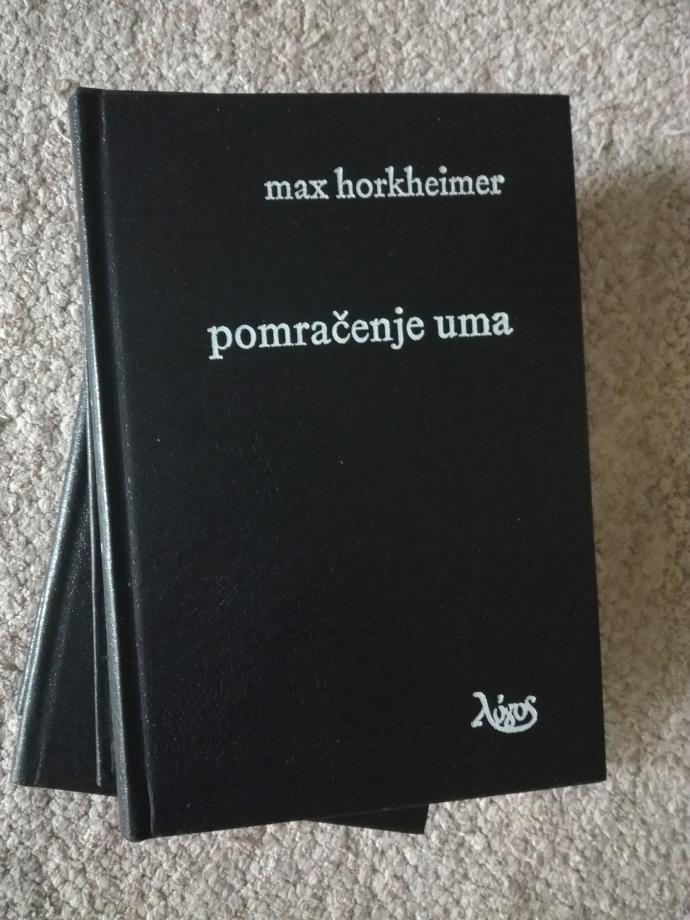 max horkheimer
pomračenje uma
λόγος